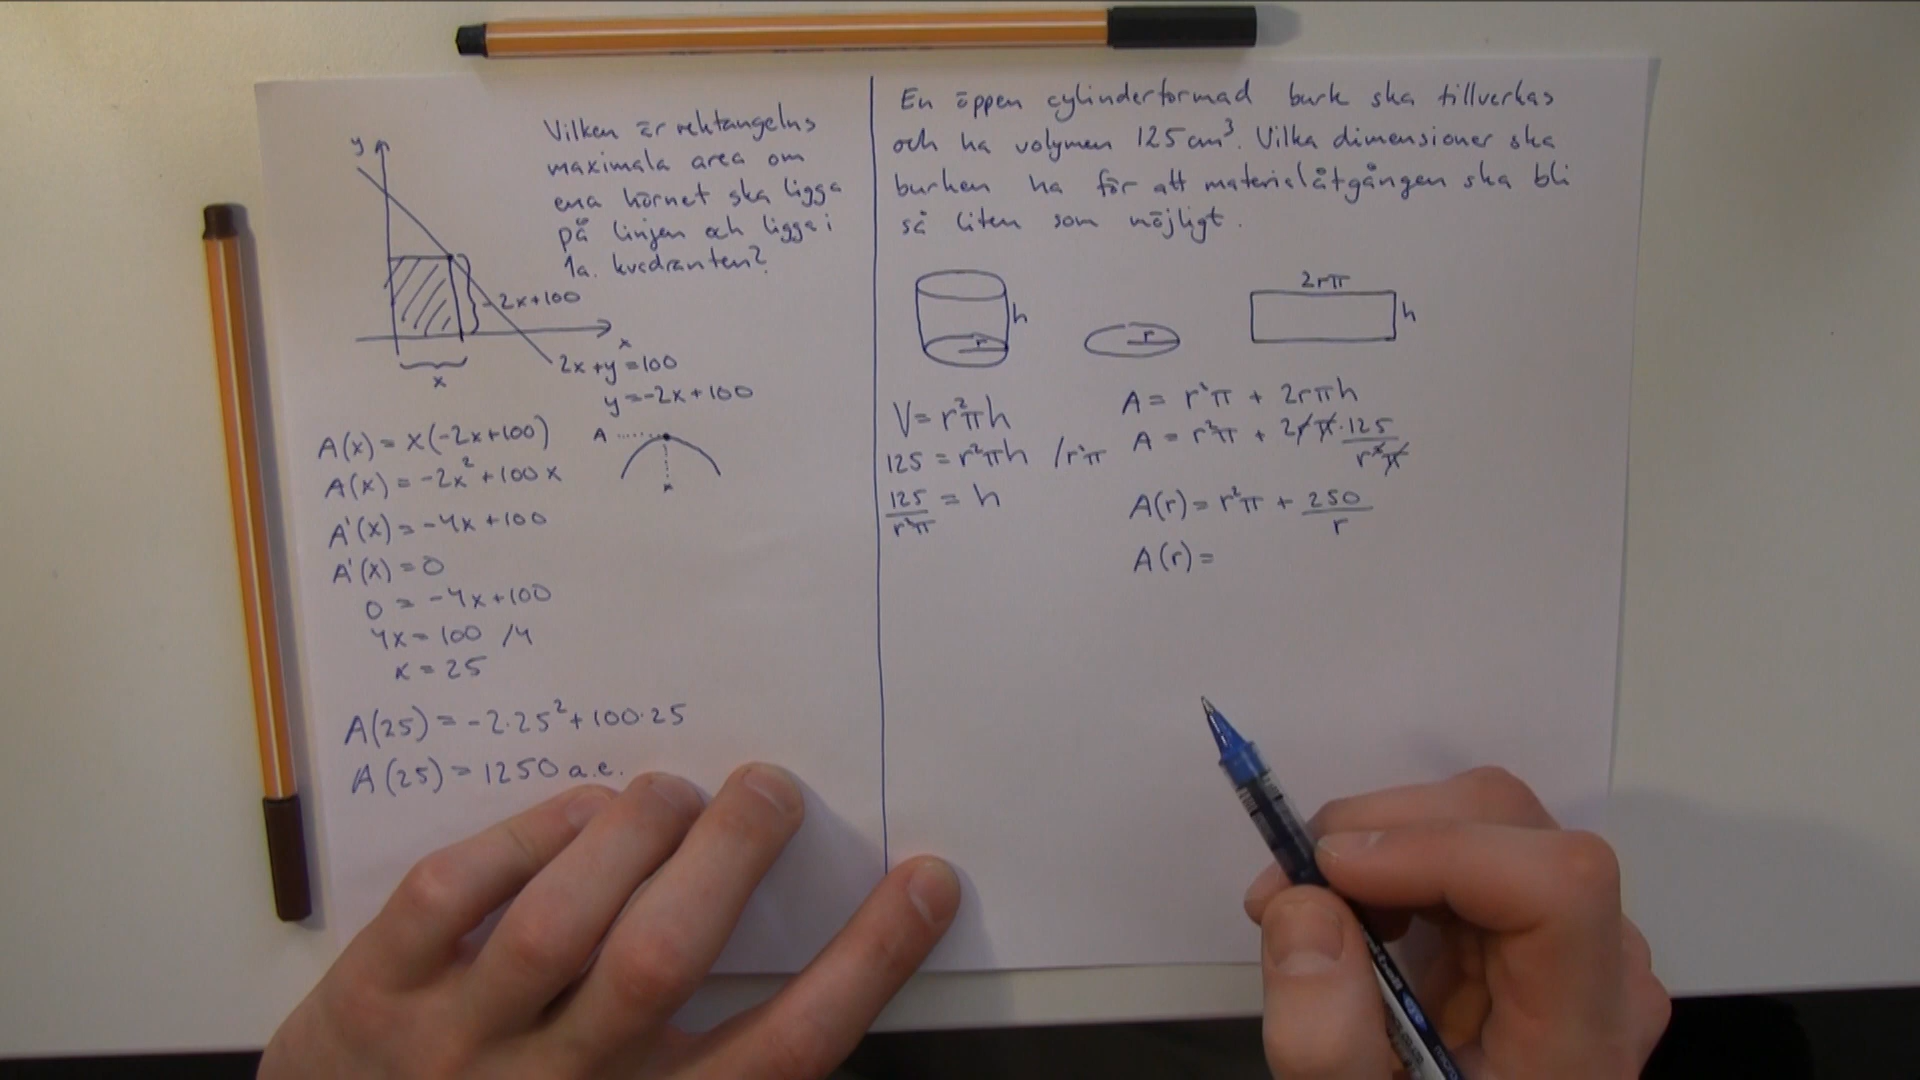 Vilken är rektangelns
maximala area om
ena hörnet ska ligga
på linjen och ligga i
1a. kvadranten?
y
-2x+100
x
x
2x+y=100
y=-2x+100
A(x) = x(-2x+100)
A(x) = -2x²+100x
A'(x) = -4x+100
A'(x) = 0
0 = -4x+100
4x = 100 /4
x = 25
A(25) = -2·25²+100·25
A(25) = 1250 a.e.
A
x
En öppen cylinderformad burk ska tillverkas
och ha volymen 125 cm³. Vilka dimensioner ska
burken ha för att materialåtgången ska bli
så liten som möjligt.
h
r
r
2rπ
h
V = r²πh
125 = r²πh /r²π
125/r²π = h
A = r²π + 2rπh
A = r²π + 2rπ·125/r²π
A(r) = r²π + 250/r
A(r) =